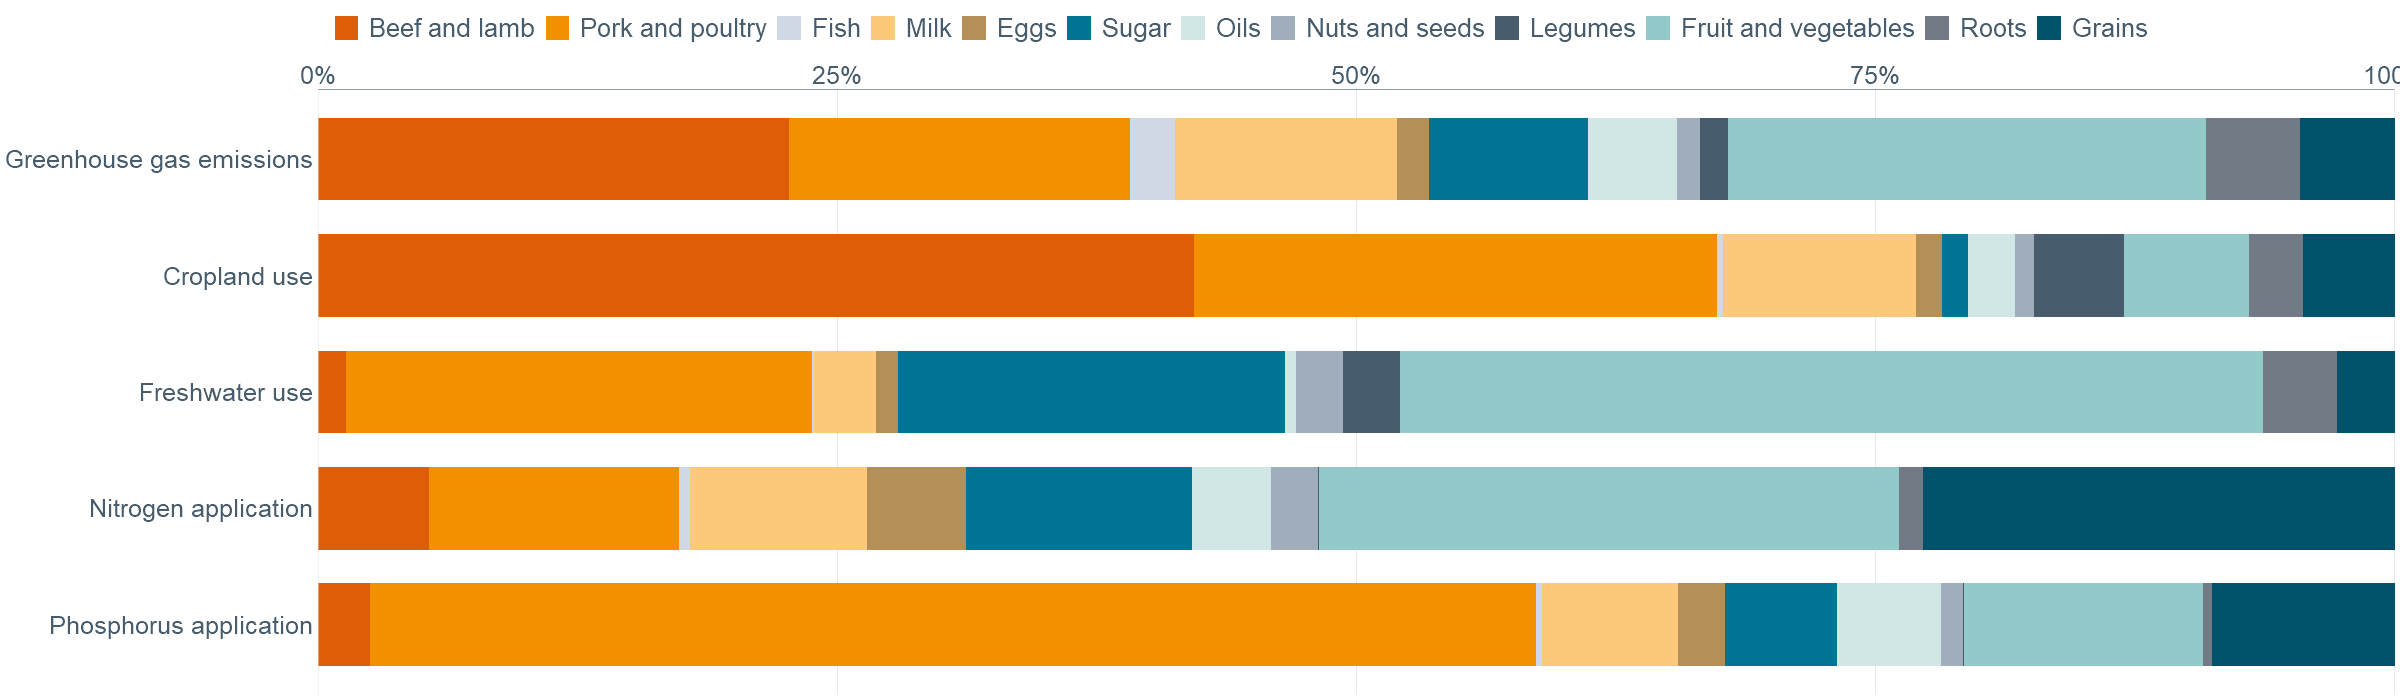 Beef and lamb Pork and poultry Fish Milk Eggs Sugar Oils Nuts and seeds Legumes Fruit and vegetables Roots Grains
0% 25% 50% 75% 100
Greenhouse gas emissions
Cropland use
Freshwater use
Nitrogen application
Phosphorus application